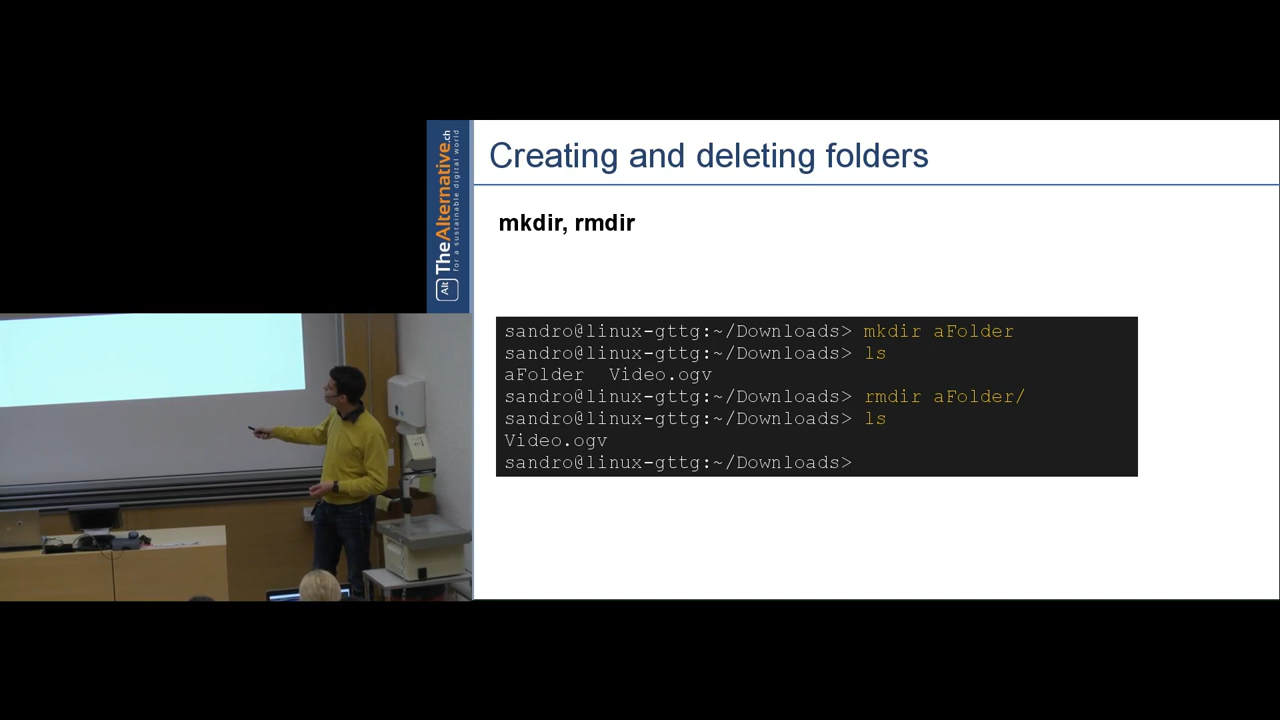 Alt TheAlternative.ch
for a sustainable digital world
Creating and deleting folders
mkdir, rmdir
sandro@linux-gttg:~/Downloads> mkdir aFolder
sandro@linux-gttg:~/Downloads> ls
aFolder  Video.ogv
sandro@linux-gttg:~/Downloads> rmdir aFolder/
sandro@linux-gttg:~/Downloads> ls
Video.ogv
sandro@linux-gttg:~/Downloads>